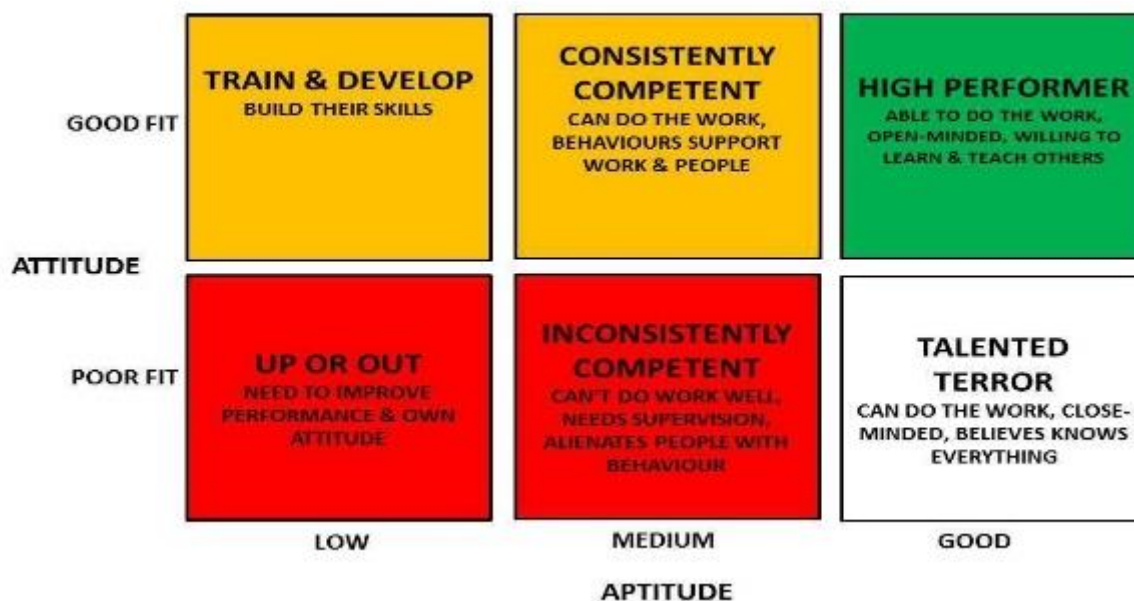 TRAIN & DEVELOP
BUILD THEIR SKILLS
CONSISTENTLY
COMPETENT
CAN DO THE WORK,
BEHAVIOURS SUPPORT
WORK & PEOPLE
HIGH PERFORMER
ABLE TO DO THE WORK,
OPEN-MINDED, WILLING TO
LEARN & TEACH OTHERS
GOOD FIT
ATTITUDE
POOR FIT
UP OR OUT
NEED TO IMPROVE
PERFORMANCE & OWN
ATTITUDE
INCONSISTENTLY
COMPETENT
CAN'T DO WORK WELL,
NEEDS SUPERVISION,
ALIENATES PEOPLE WITH
BEHAVIOUR
TALENTED
TERROR
CAN DO THE WORK, CLOSE-
MINDED, BELIEVES KNOWS
EVERYTHING
LOW
MEDIUM
GOOD
APTITUDE